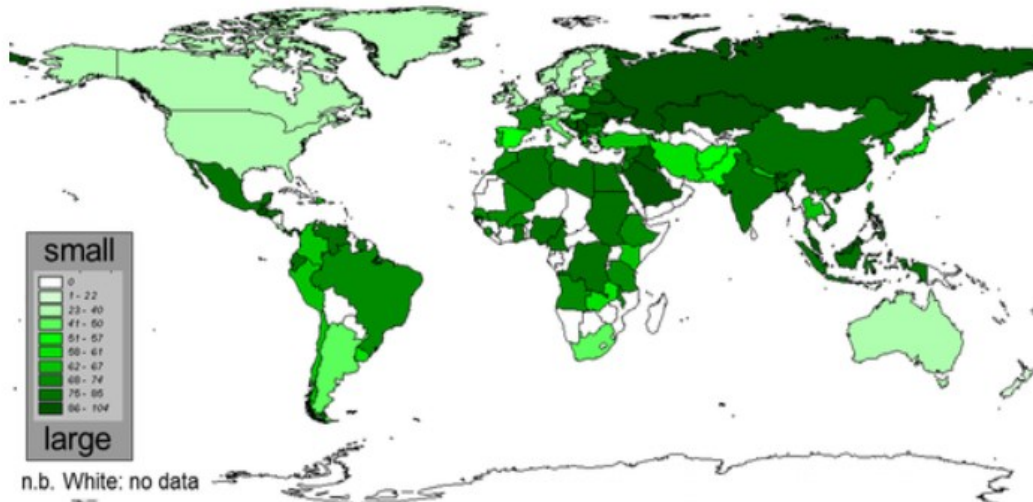 small
0
1 - 22
23 - 40
41 - 50
51 - 57
58 - 61
62 - 67
68 - 74
75 - 85
86 - 104
large
n.b. White: no data